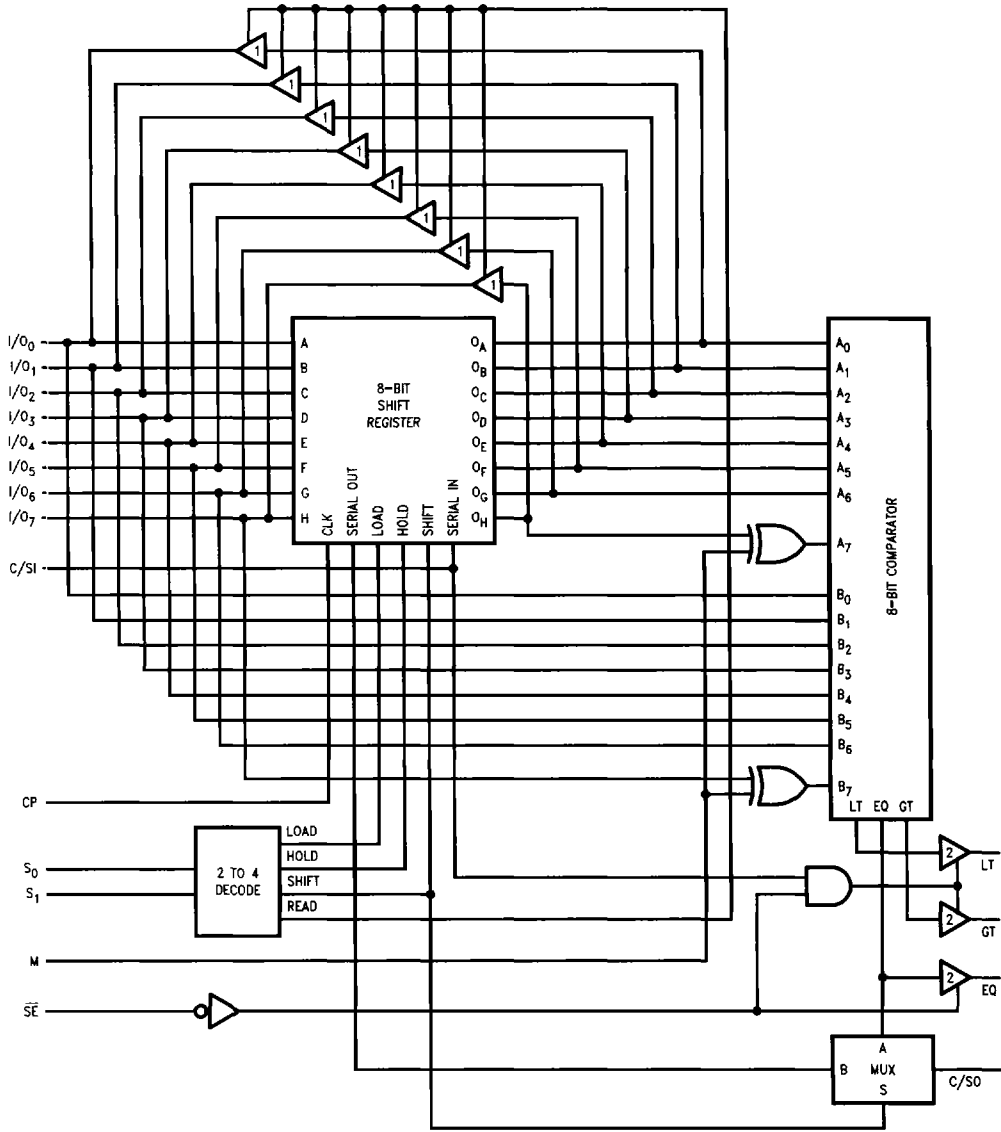 1
1
1
1
1
1
1
1
I/O0
I/O1
I/O2
I/O3
I/O4
I/O5
I/O6
I/O7
C/SI
A
B
C
D
E
F
G
H
8-BIT
SHIFT
REGISTER
OA
OB
OC
OD
OE
OF
OG
OH
CLK
SERIAL OUT
LOAD
HOLD
SHIFT
SERIAL IN
A0
A1
A2
A3
A4
A5
A6
A7
B0
B1
B2
B3
B4
B5
B6
B7
8-BIT COMPARATOR
LT EQ GT
CP
S0
S1
2 TO 4
DECODE
LOAD
HOLD
SHIFT
READ
M
SE
2
LT
2
GT
2
EQ
A
B MUX
S
C/SO